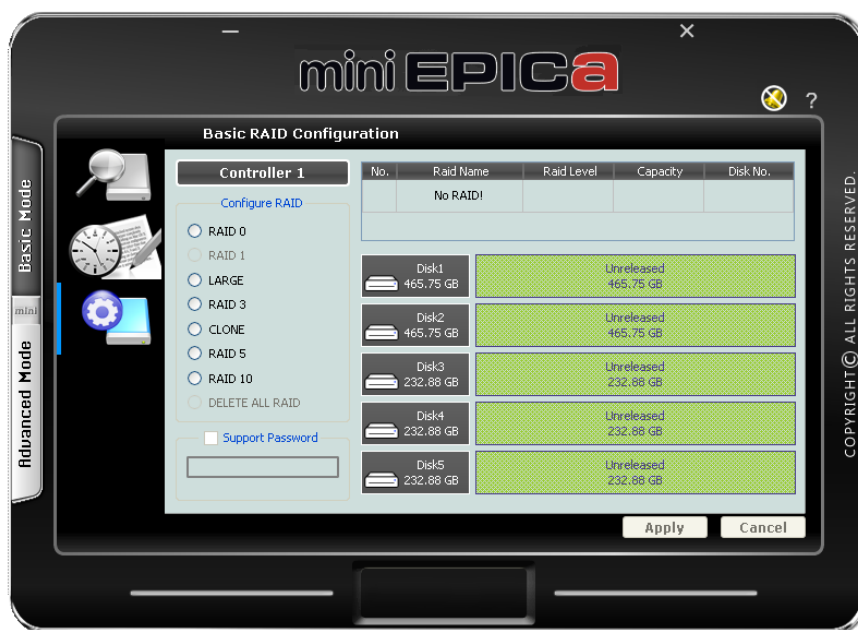 mini EPICa
?
Basic RAID Configuration
Basic Mode
mini
Advanced Mode
Controller 1
Configure RAID
RAID 0
RAID 1
LARGE
RAID 3
CLONE
RAID 5
RAID 10
DELETE ALL RAID
Support Password
No. Raid Name Raid Level Capacity Disk No.
No RAID!
Disk1
465.75 GB
Unreleased
465.75 GB
Disk2
465.75 GB
Unreleased
465.75 GB
Disk3
232.88 GB
Unreleased
232.88 GB
Disk4
232.88 GB
Unreleased
232.88 GB
Disk5
232.88 GB
Unreleased
232.88 GB
Apply Cancel
COPYRIGHT© ALL RIGHTS RESERVED.